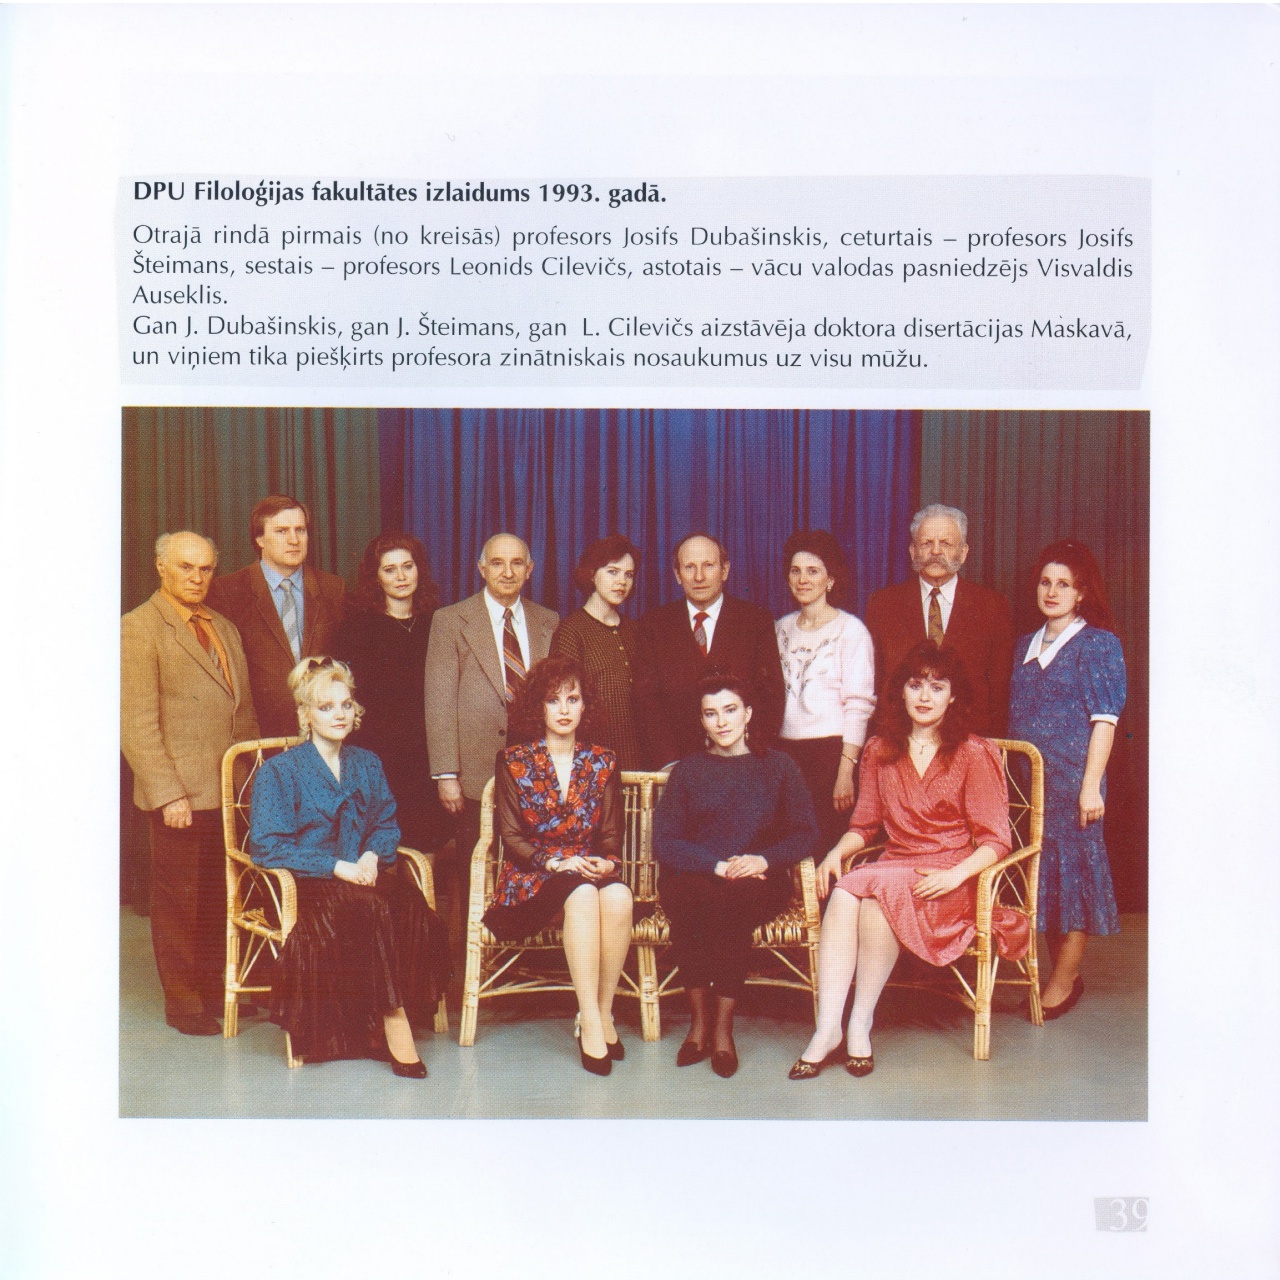 DPU Filoloģijas fakultātes izlaidums 1993. gadā.
Otrajā rindā pirmais (no kreisās) profesors Josifs Dubašinskis, ceturtais – profesors Josifs
Šteimans, sestais – profesors Leonids Cilevičs, astotais – vācu valodas pasniedzējs Visvaldis
Auseklis.
Gan J. Dubašinskis, gan J. Šteimans, gan L. Cilevičs aizstāvēja doktora disertācijas Maskavā,
un viņiem tika piešķirts profesora zinātniskais nosaukumus uz visu mūžu.
39